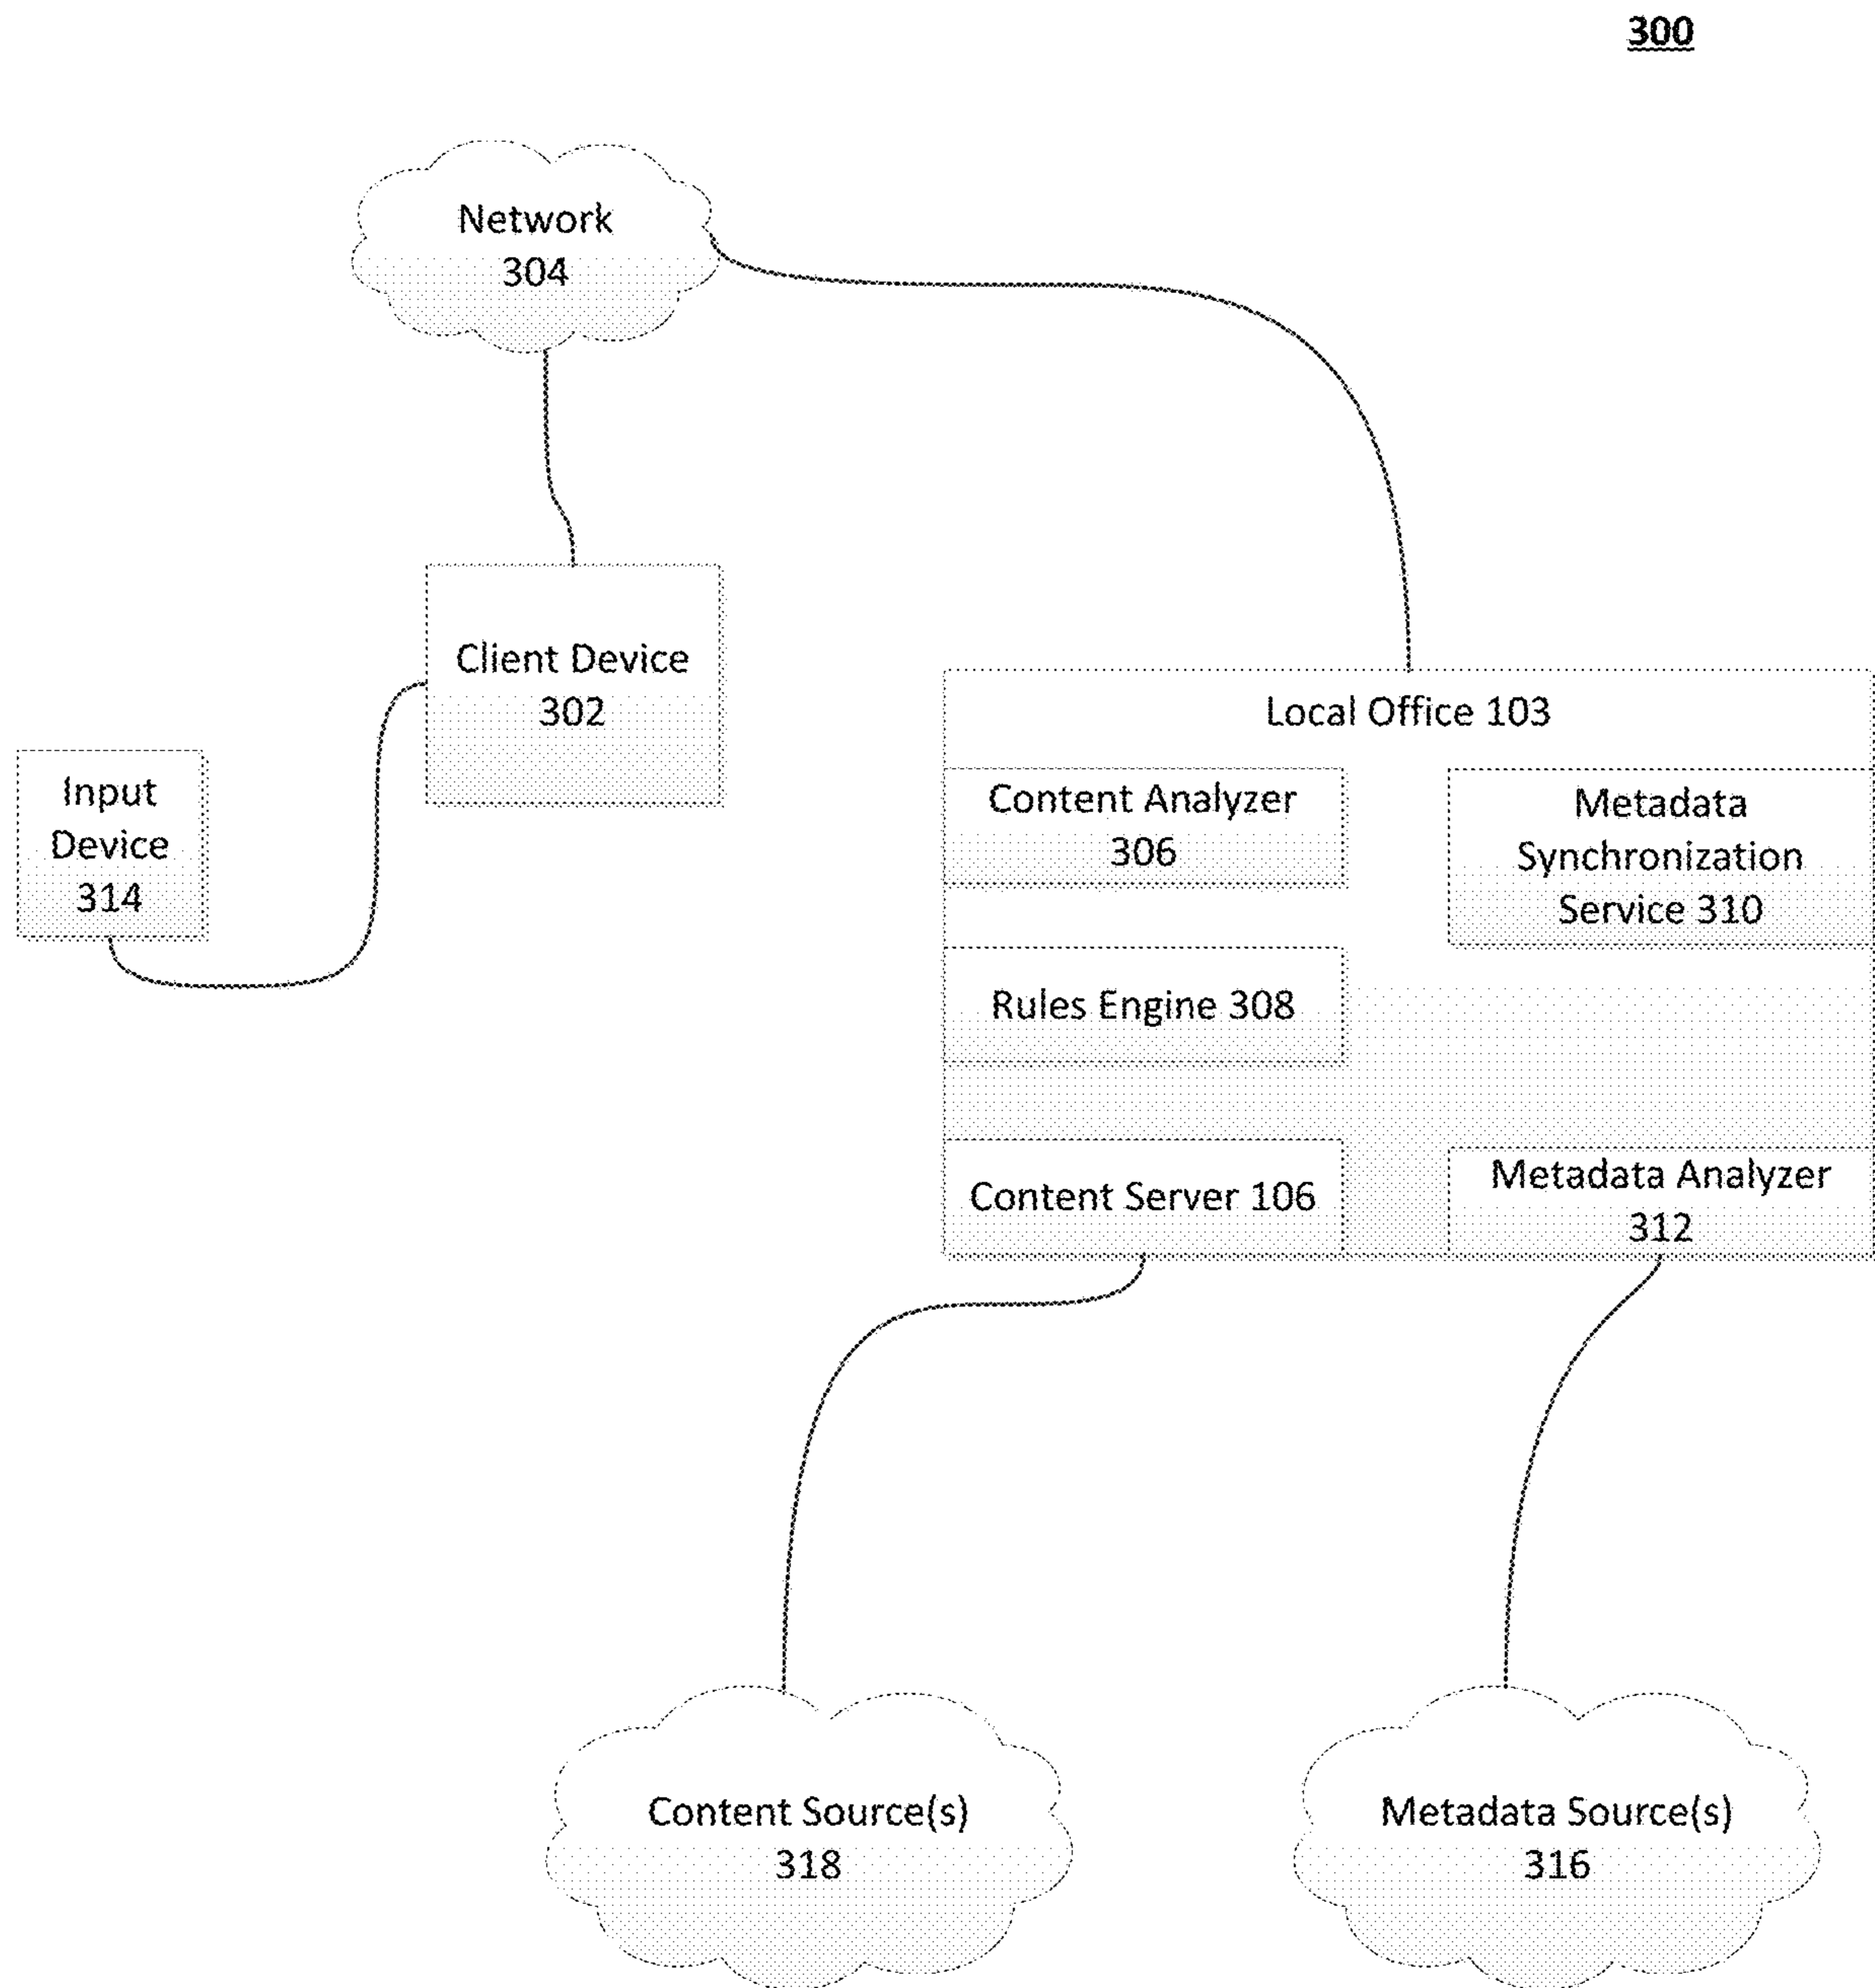 300
Network
304
Client Device
302
Input
Device
314
Local Office 103
Content Analyzer
306
Metadata
Synchronization
Service 310
Rules Engine 308
Content Server 106
Metadata Analyzer
312
Content Source(s)
318
Metadata Source(s)
316